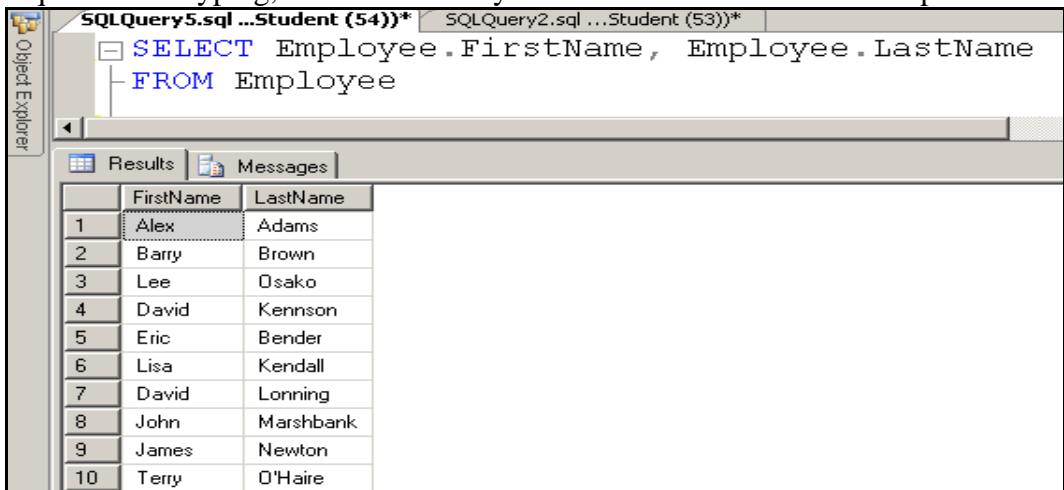 SQLQuery5.sql ...Student (54))* SQLQuery2.sql ...Student (53))*
Object Explorer
SELECT Employee.FirstName, Employee.LastName
FROM Employee
Results Messages
FirstName LastName
1 Alex Adams
2 Barry Brown
3 Lee Osako
4 David Kennson
5 Eric Bender
6 Lisa Kendall
7 David Lonning
8 John Marshbank
9 James Newton
10 Terry O'Haire